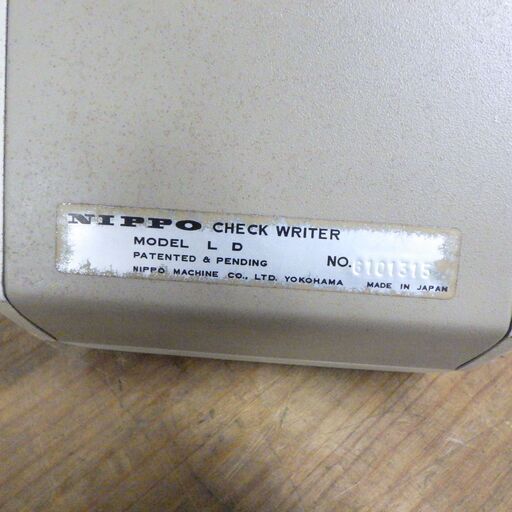 NIPPO CHECK WRITER
MODEL L D
PATENTED & PENDING NO. 6101315
NIPPO MACHINE CO., LTD. YOKOHAMA MADE IN JAPAN